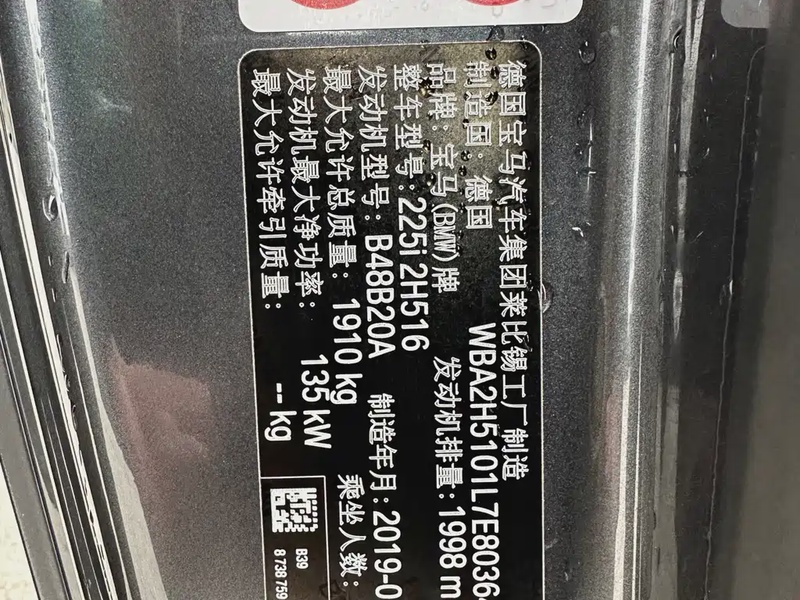 德国宝马汽车集团莱比锡工厂制造
制造国：德国 WBA2H5101L7E8036
品牌：宝马(BMW)牌 发动机排量：1998 m
整车型号：225i 2H516
发动机型号：B48B20A 制造年月：2019-0
最大允许总质量：1910 kg 乘坐人数：
发动机最大净功率：135 kW
最大允许牵引质量：-- kg
B39
8 738 759